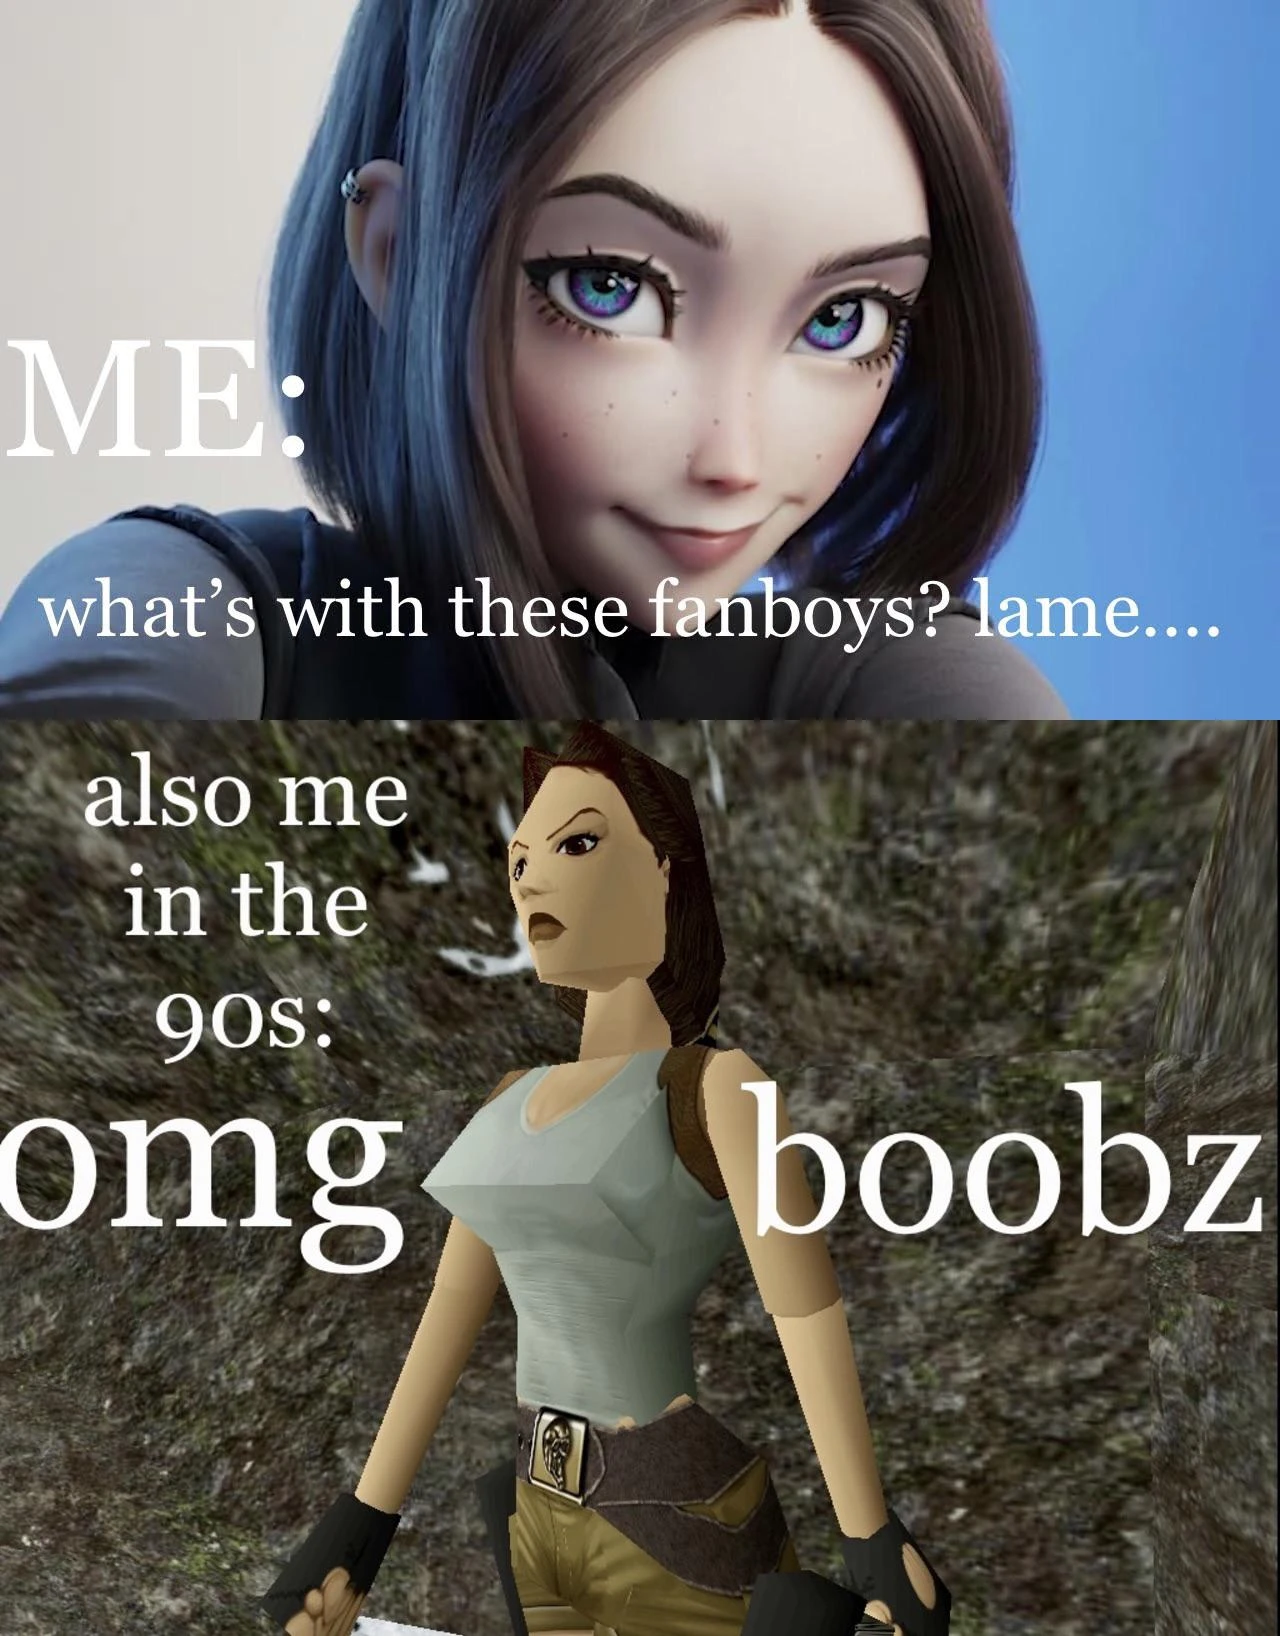 ME:
what's with these fanboys? lame....
also me
in the
90s:
omg boobz